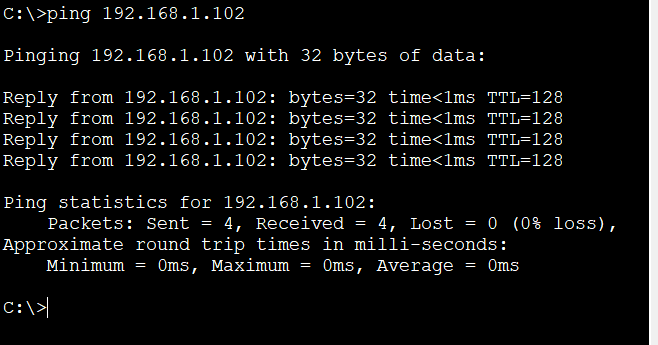 C:\>ping 192.168.1.102
Pinging 192.168.1.102 with 32 bytes of data:
Reply from 192.168.1.102: bytes=32 time<1ms TTL=128
Reply from 192.168.1.102: bytes=32 time<1ms TTL=128
Reply from 192.168.1.102: bytes=32 time<1ms TTL=128
Reply from 192.168.1.102: bytes=32 time<1ms TTL=128
Ping statistics for 192.168.1.102:
    Packets: Sent = 4, Received = 4, Lost = 0 (0% loss),
Approximate round trip times in milli-seconds:
    Minimum = 0ms, Maximum = 0ms, Average = 0ms
C:\>